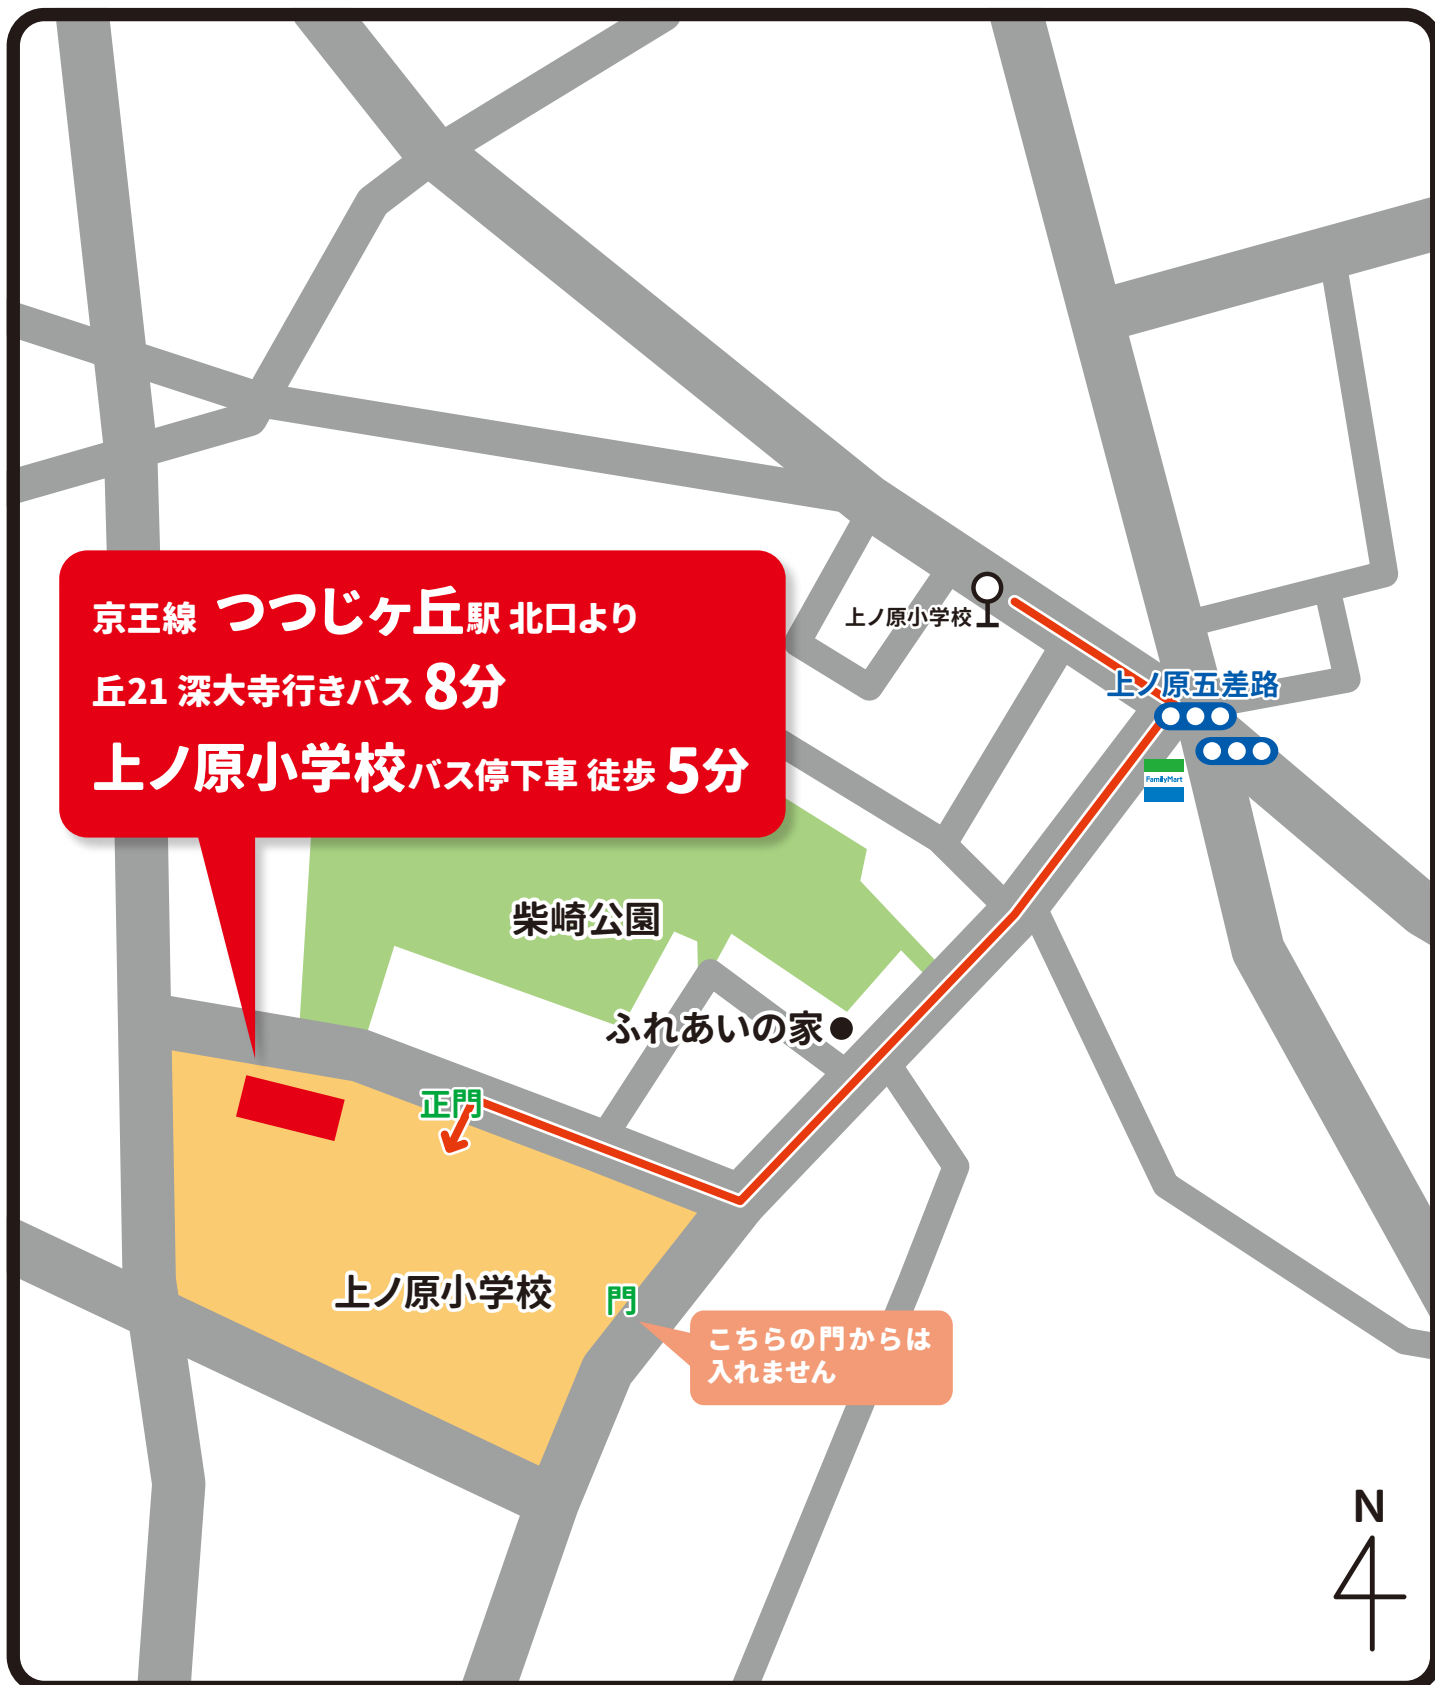 京王線 つつじヶ丘駅 北口より
丘21 深大寺行きバス 8分
上ノ原小学校バス停下車 徒歩 5分
上ノ原小学校
上ノ原五差路
FamilyMart
柴崎公園
ふれあいの家
正門
上ノ原小学校
門
こちらの門からは
入れません
N